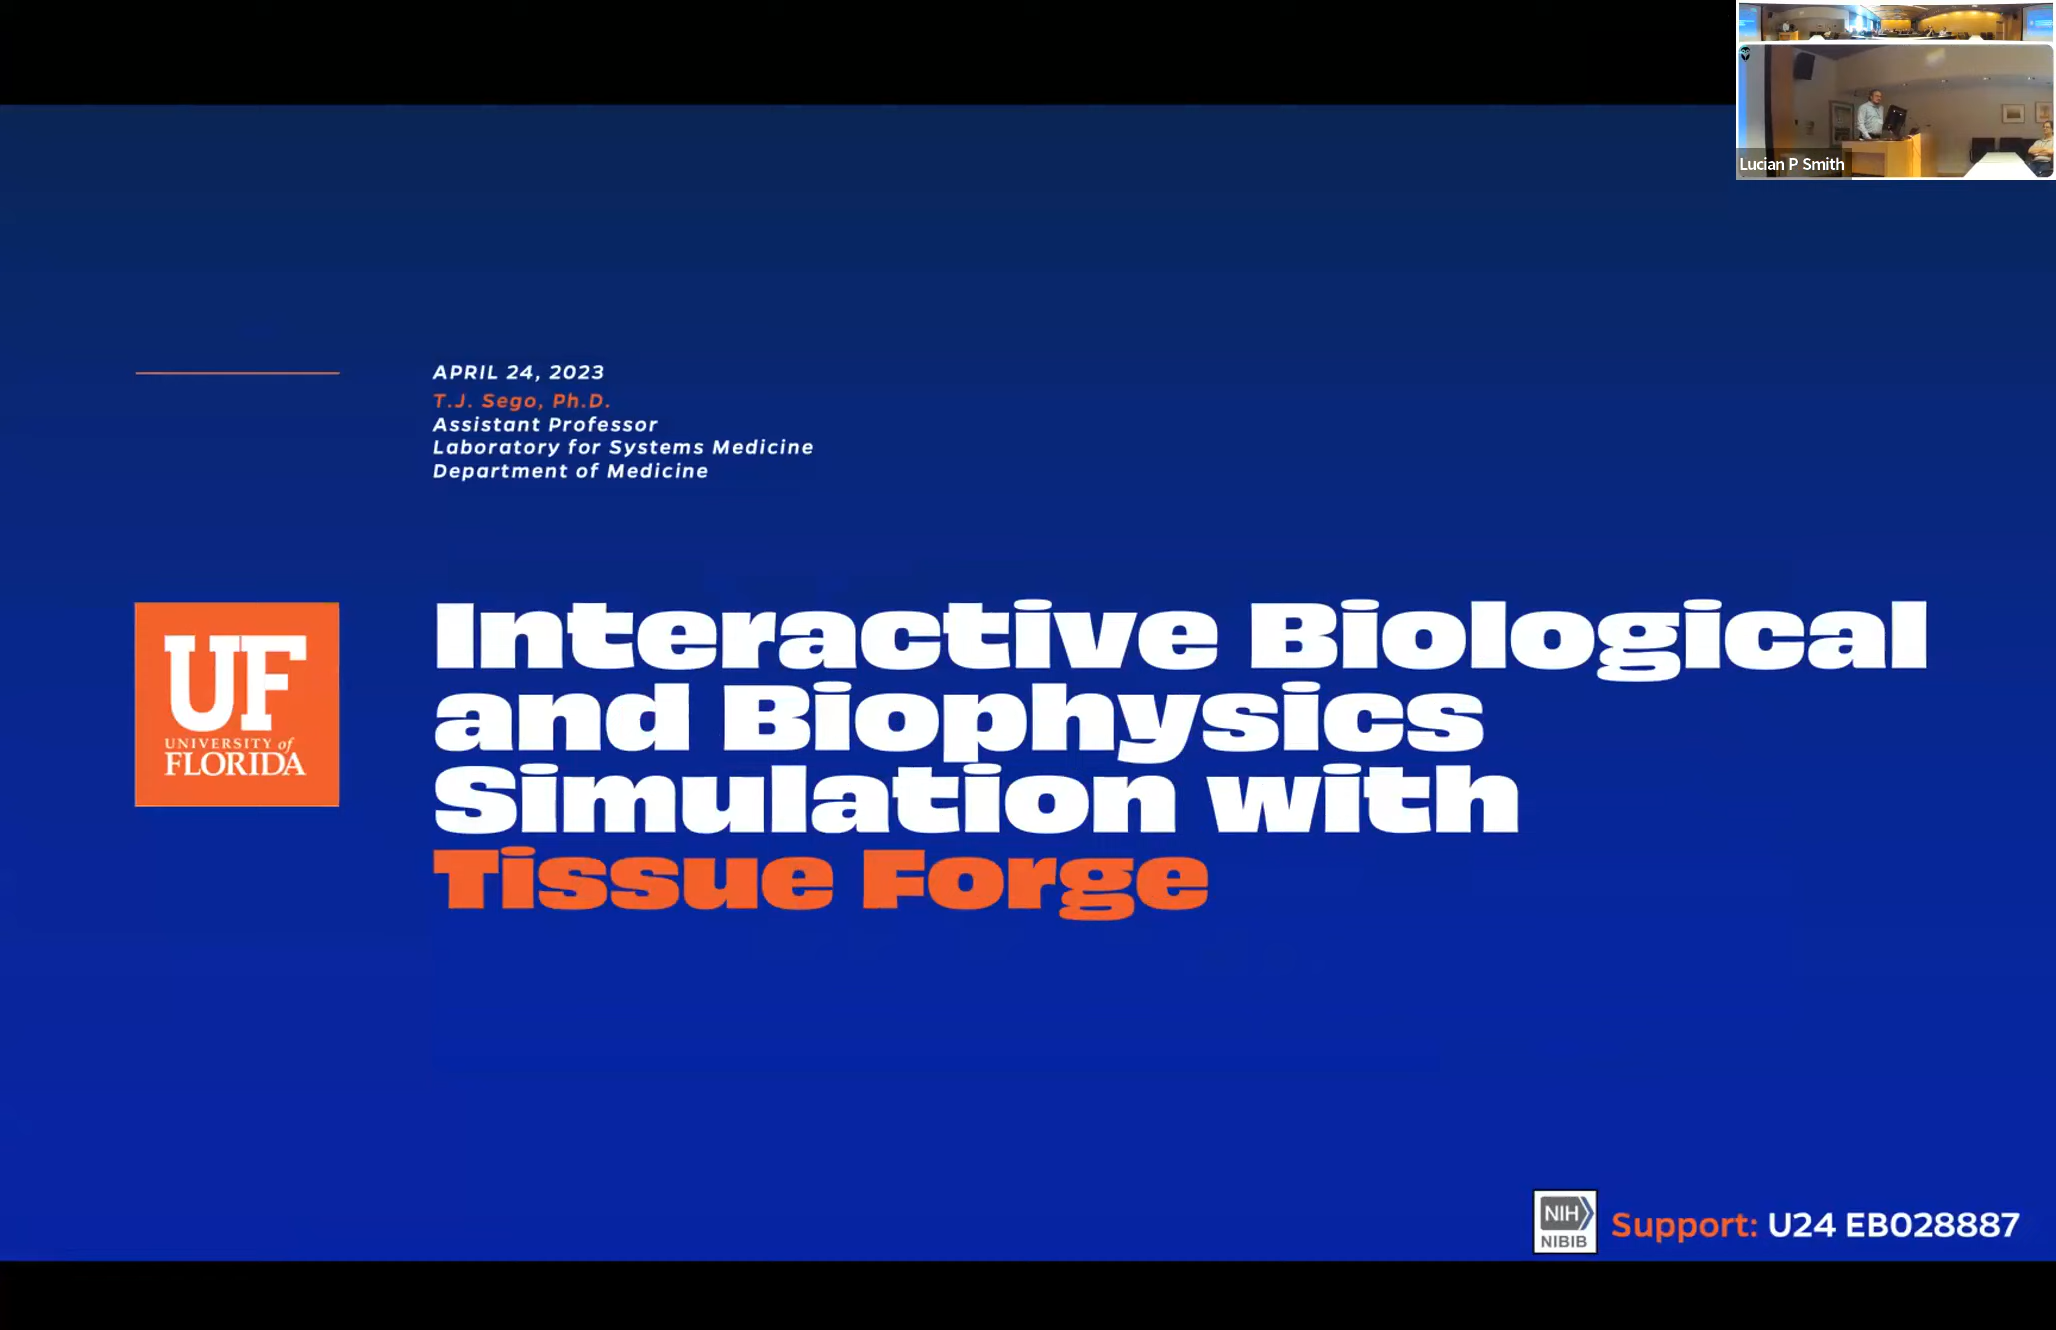 Lucian P Smith
APRIL 24, 2023
T.J. Sego, Ph.D.
Assistant Professor
Laboratory for Systems Medicine
Department of Medicine
UF
UNIVERSITY of
FLORIDA
Interactive Biological
and Biophysics
Simulation with
Tissue Forge
NIH
NIBIB
Support: U24 EB028887